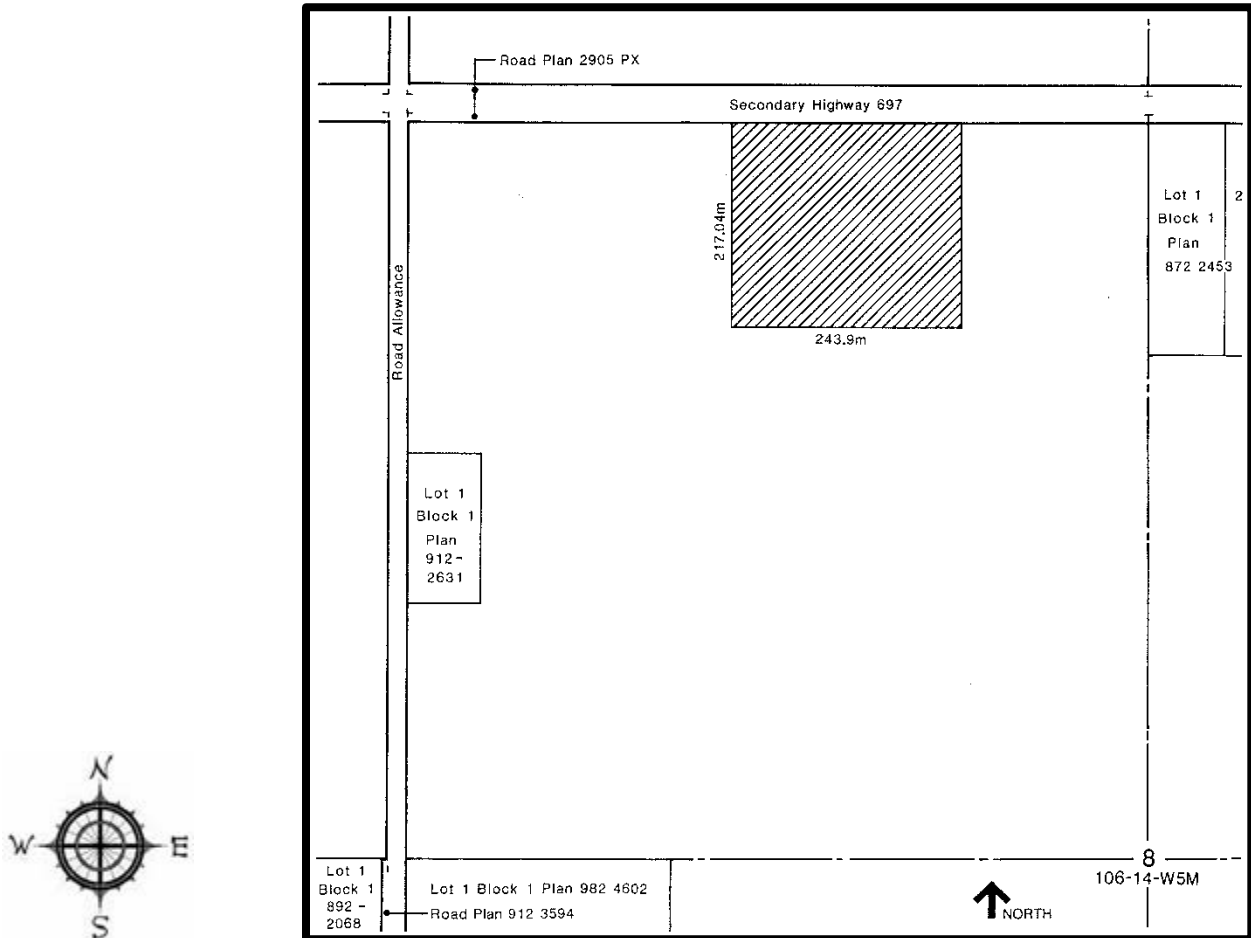 Road Plan 2905 PX
Secondary Highway 697
217.04m
243.9m
Road Allowance
Lot 1
Block 1
Plan
872 2453
2
Lot 1
Block 1
Plan
912-
2631
Lot 1
Block 1
892 -
2068
Lot 1 Block 1 Plan 982 4602
Road Plan 912 3594
8
106-14-W5M
NORTH
N
W
E
S